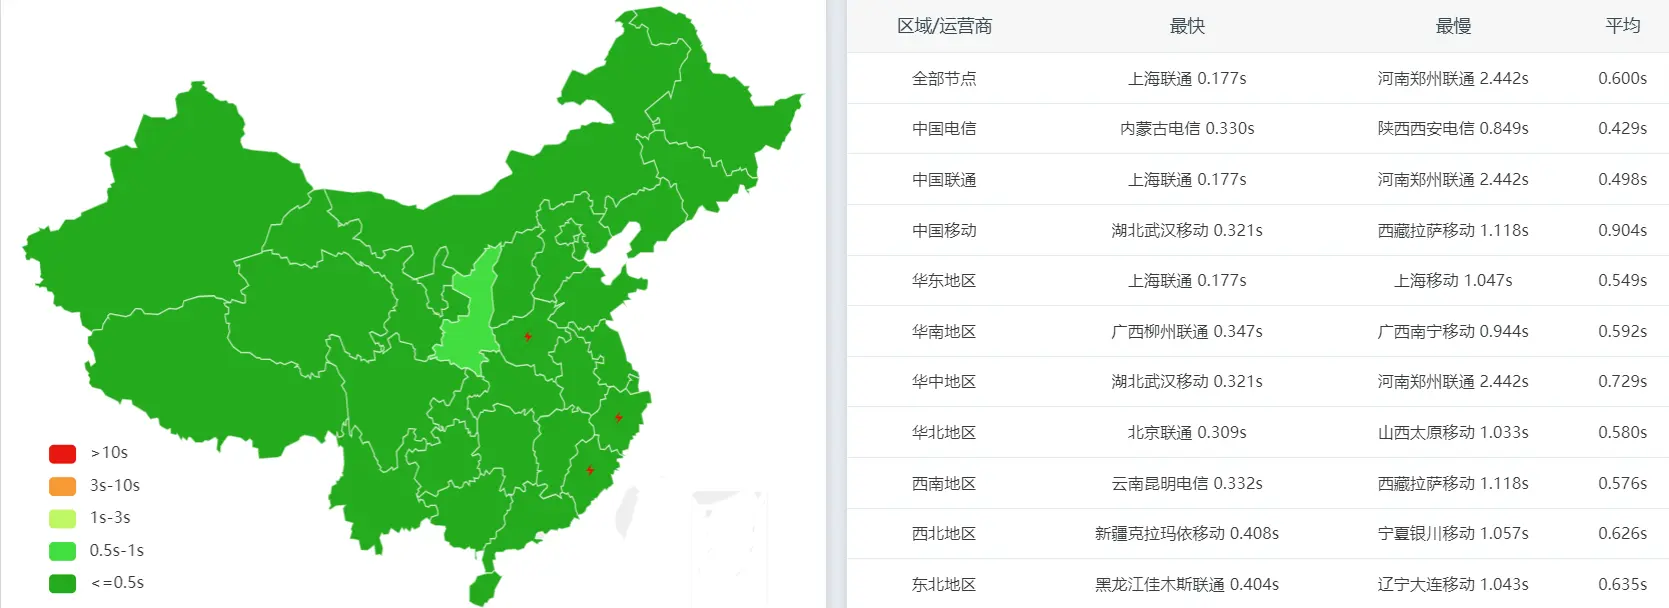 >10s
3s-10s
1s-3s
0.5s-1s
<=0.5s
区域/运营商 最快 最慢 平均
全部节点 上海联通 0.177s 河南郑州联通 2.442s 0.600s
中国电信 内蒙古电信 0.330s 陕西西安电信 0.849s 0.429s
中国联通 上海联通 0.177s 河南郑州联通 2.442s 0.498s
中国移动 湖北武汉移动 0.321s 西藏拉萨移动 1.118s 0.904s
华东地区 上海联通 0.177s 上海移动 1.047s 0.549s
华南地区 广西柳州联通 0.347s 广西南宁移动 0.944s 0.592s
华中地区 湖北武汉移动 0.321s 河南郑州联通 2.442s 0.729s
华北地区 北京联通 0.309s 山西太原移动 1.033s 0.580s
西南地区 云南昆明电信 0.332s 西藏拉萨移动 1.118s 0.576s
西北地区 新疆克拉玛依移动 0.408s 宁夏银川移动 1.057s 0.626s
东北地区 黑龙江佳木斯联通 0.404s 辽宁大连移动 1.043s 0.635s